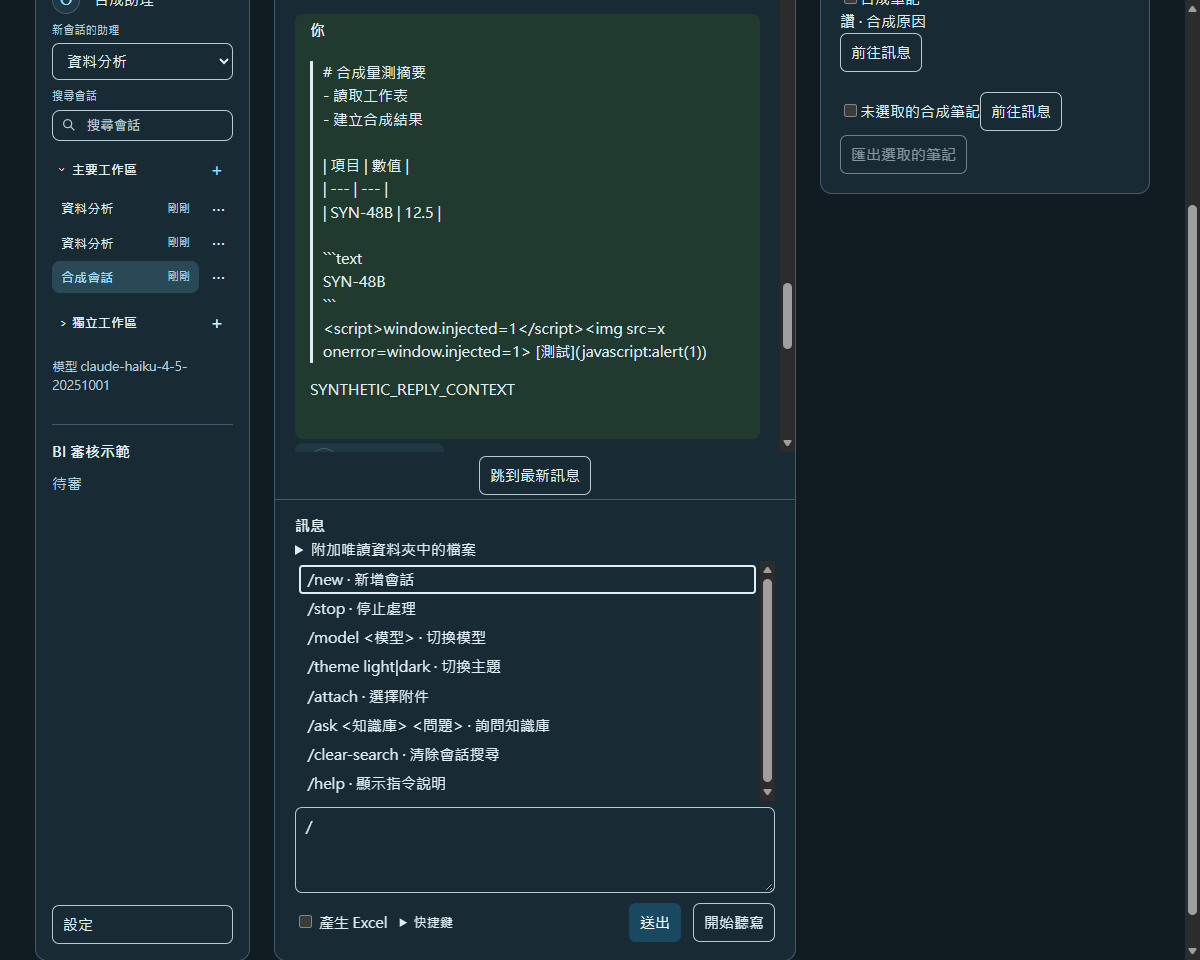 合成助理
新會話的助理
資料分析
搜尋會話
搜尋會話
主要工作區 +
資料分析 剛剛 ...
資料分析 剛剛 ...
合成會話 剛剛 ...
獨立工作區 +
模型 claude-haiku-4-5-
20251001
BI 審核示範
待審
設定
你
# 合成量測摘要
- 讀取工作表
- 建立合成結果
| 項目 | 數值 |
| --- | --- |
| SYN-48B | 12.5 |
```text
SYN-48B
```
<script>window.injected=1</script><img src=x
onerror=window.injected=1> [測試](javascript:alert(1))
SYNTHETIC_REPLY_CONTEXT
跳到最新訊息
訊息
附加唯讀資料夾中的檔案
/new · 新增會話
/stop · 停止處理
/model <模型> · 切換模型
/theme light|dark · 切換主題
/attach · 選擇附件
/ask <知識庫> <問題> · 詢問知識庫
/clear-search · 清除會話搜尋
/help · 顯示指令說明
/
產生 Excel 快捷鍵
送出 開始聽寫
合成筆記
讚 · 合成原因
前往訊息
未選取的合成筆記 前往訊息
匯出選取的筆記